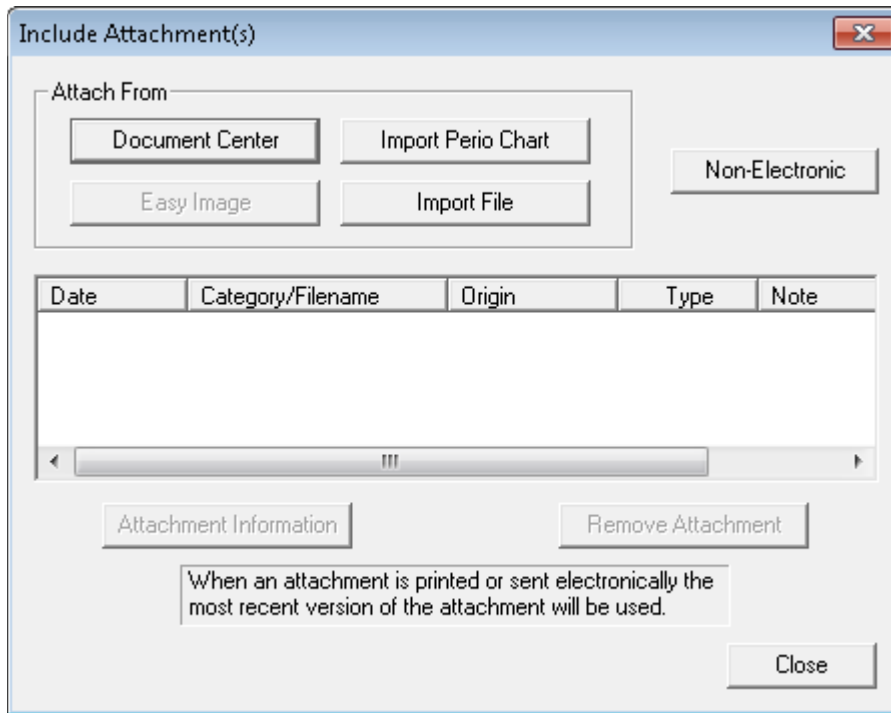 Include Attachment(s)
Attach From
Document Center
Import Perio Chart
Non-Electronic
Easy Image
Import File
Date Category/Filename Origin Type Note
Attachment Information
Remove Attachment
When an attachment is printed or sent electronically the
most recent version of the attachment will be used.
Close